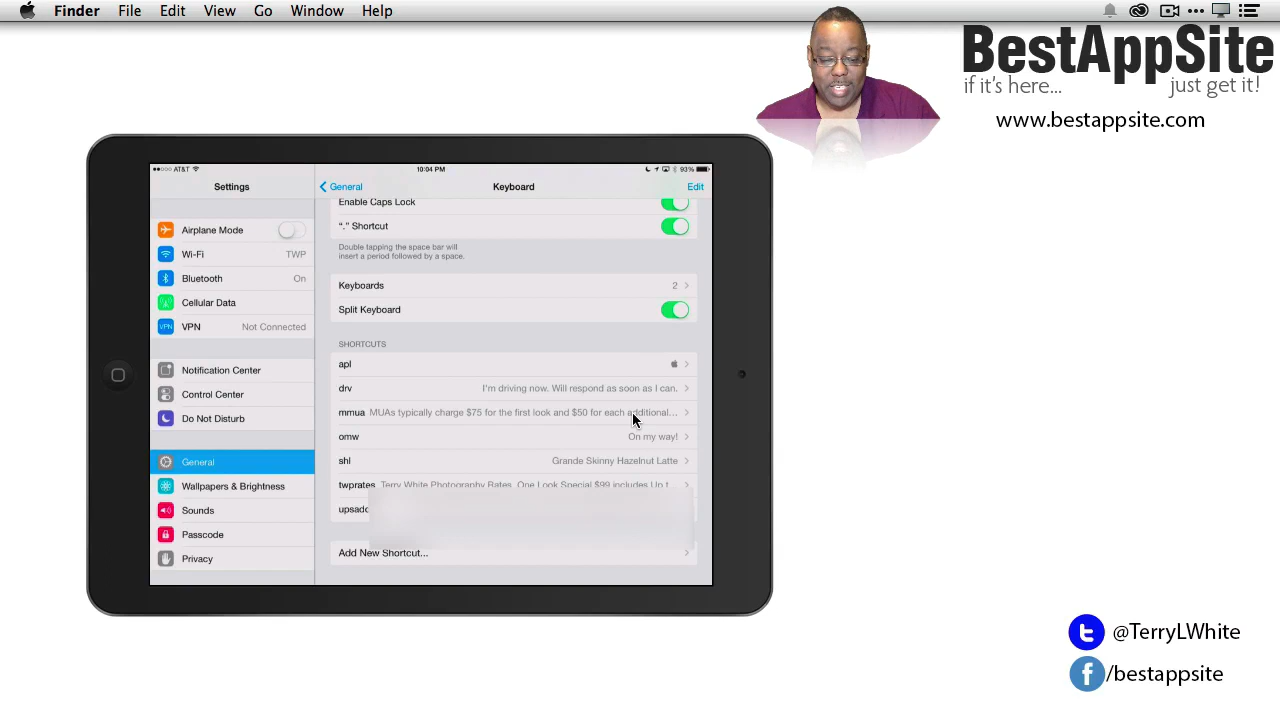 Finder File Edit View Go Window Help
BestAppSite
if it's here... just get it!
www.bestappsite.com
AT&T 10:04 PM 93%
Settings
General Keyboard Edit
Enable Caps Lock
Airplane Mode
“.” Shortcut
Double tapping the space bar will
insert a period followed by a space.
Wi-Fi TWP
Bluetooth On
Cellular Data
VPN Not Connected
VPN
Keyboards 2
Split Keyboard
SHORTCUTS
Notification Center
Control Center
Do Not Disturb
General
Wallpapers & Brightness
Sounds
Passcode
Privacy
apl
drv I'm driving now. Will respond as soon as I can.
mmua MUAs typically charge $75 for the first look and $50 for each additional...
omw On my way!
shl Grande Skinny Hazelnut Latte
twprates Terry White Photography Rates. One Look Special $99 includes Up t...
Add New Shortcut...
@TerryLWhite
/bestappsite